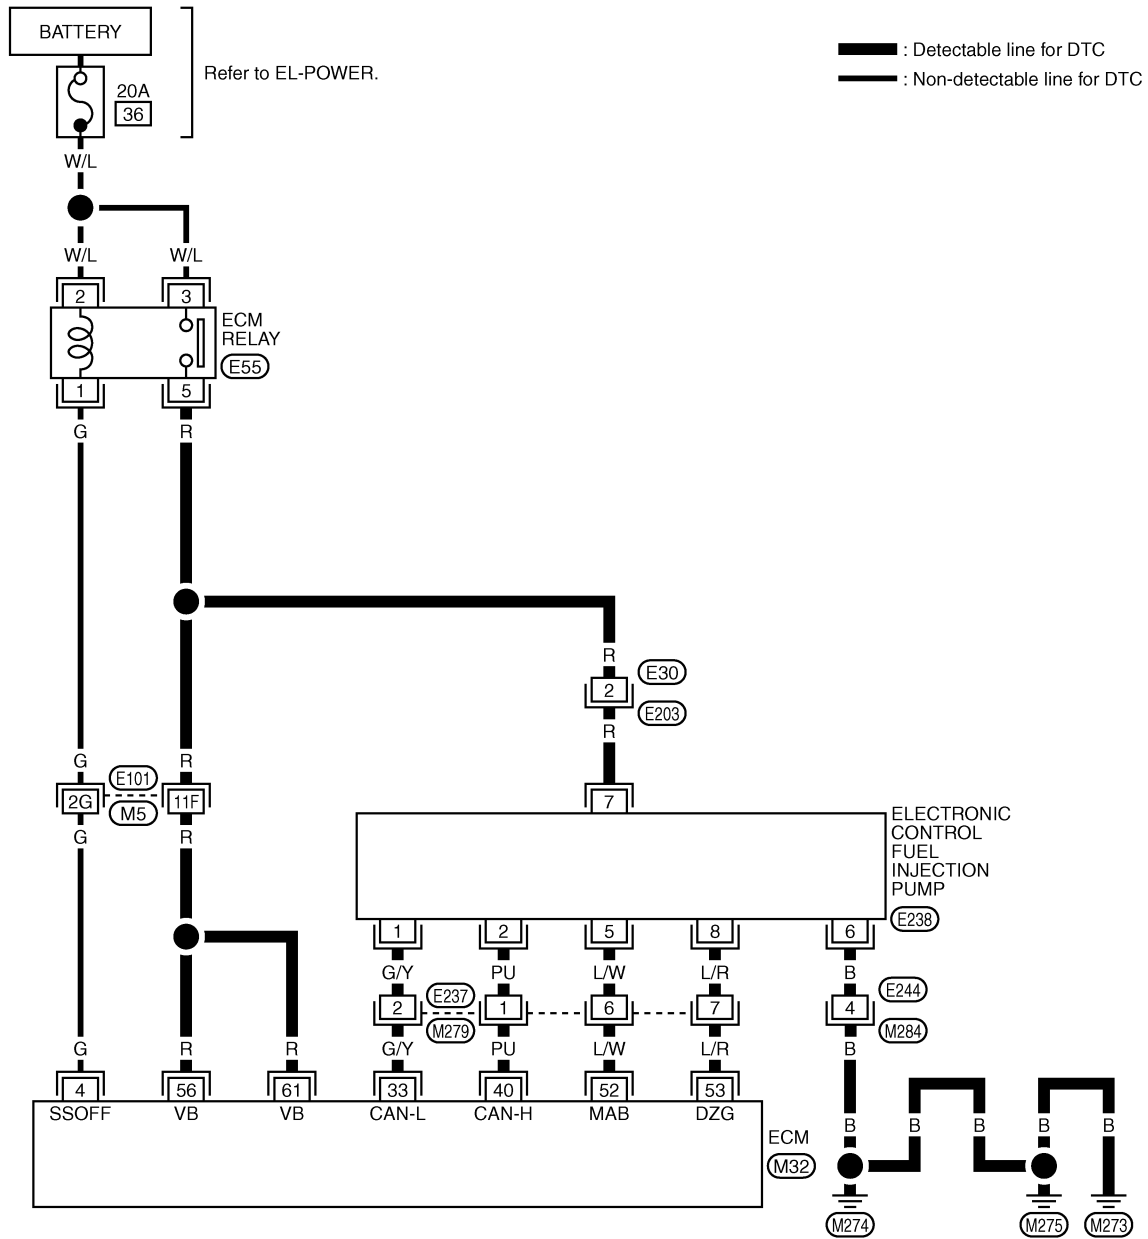 BATTERY
20A
36
Refer to EL-POWER.
: Detectable line for DTC
: Non-detectable line for DTC
W/L
W/L W/L
2 3
ECM
RELAY
E55
1 5
G R
R
E30
2
E203
R
G R
E101
2G 11F
M5
G R
7
ELECTRONIC
CONTROL
FUEL
INJECTION
PUMP
E238
1 2 5 8 6
G/Y PU L/W L/R B
E237 E244
2 1 6 7 4
M279 M284
G R R G/Y PU L/W L/R B
4 56 61 33 40 52 53
SSOFF VB VB CAN-L CAN-H MAB DZG
B B B B B
ECM
M32
M274 M275 M273